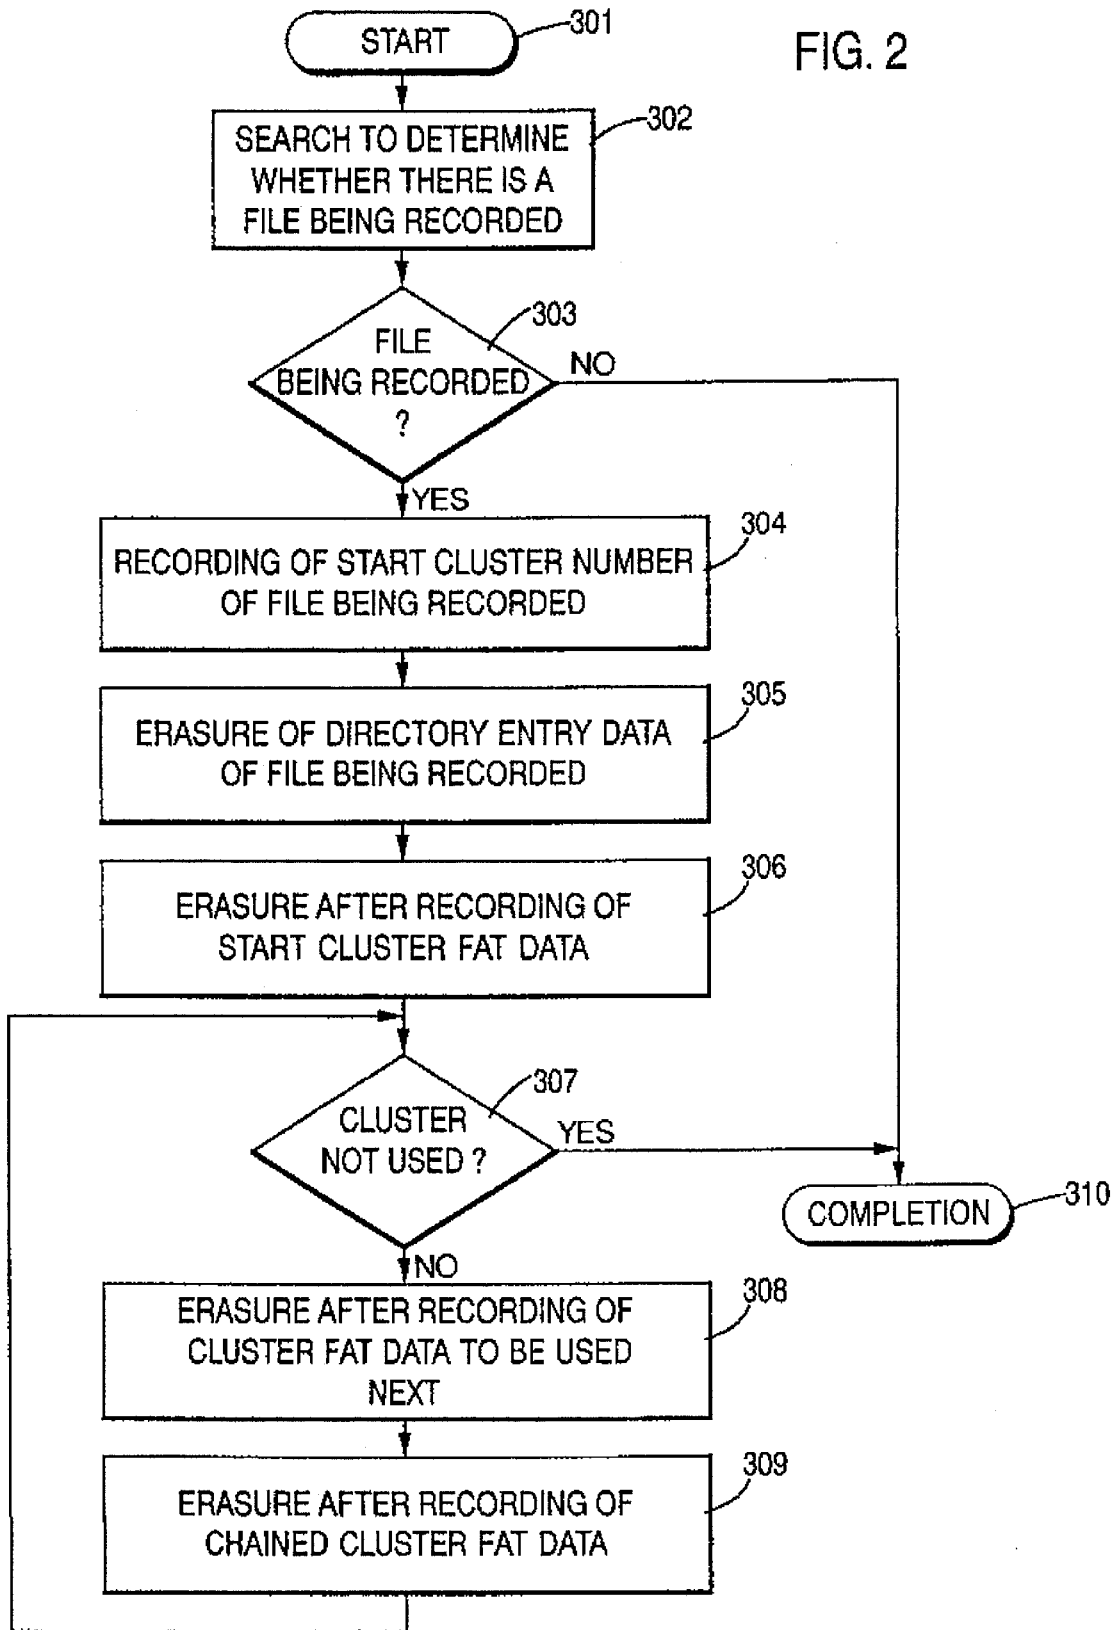 START
301
FIG. 2
SEARCH TO DETERMINE
WHETHER THERE IS A
FILE BEING RECORDED
302
FILE
BEING RECORDED
?
303
NO
YES
RECORDING OF START CLUSTER NUMBER
OF FILE BEING RECORDED
304
ERASURE OF DIRECTORY ENTRY DATA
OF FILE BEING RECORDED
305
ERASURE AFTER RECORDING OF
START CLUSTER FAT DATA
306
CLUSTER
NOT USED ?
307
YES
COMPLETION
310
NO
ERASURE AFTER RECORDING OF
CLUSTER FAT DATA TO BE USED
NEXT
308
ERASURE AFTER RECORDING OF
CHAINED CLUSTER FAT DATA
309